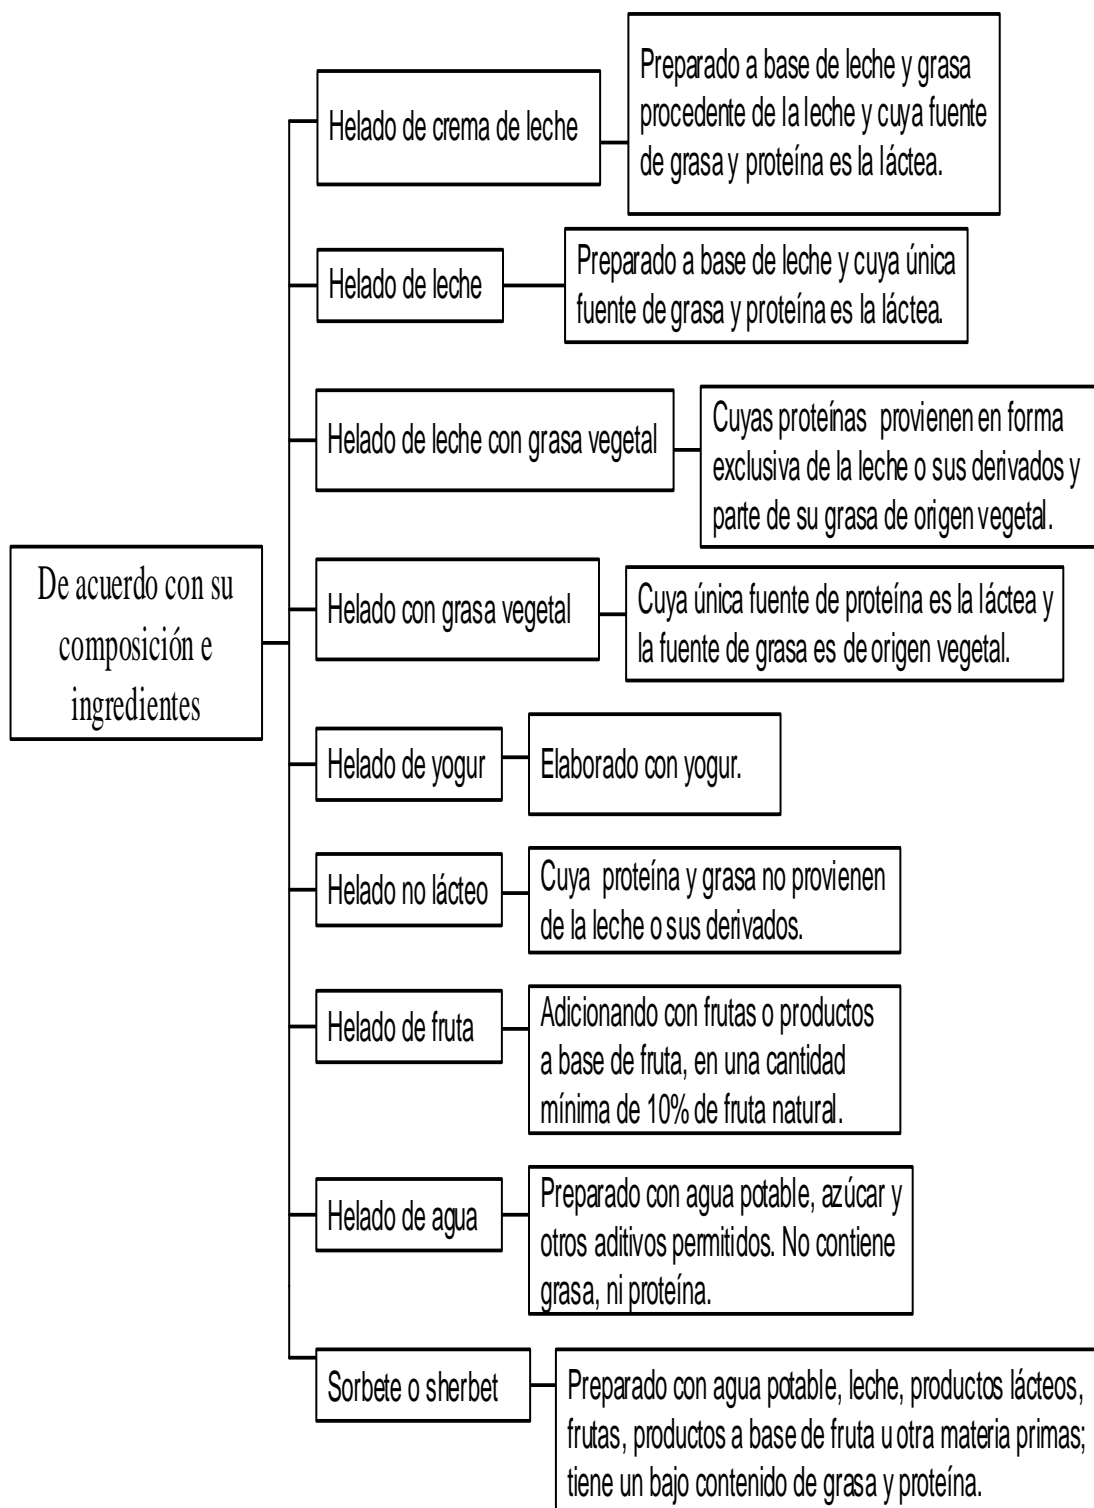 De acuerdo con su
composición e
ingredientes
Helado de crema de leche
Preparado a base de leche y grasa
procedente de la leche y cuya fuente
de grasa y proteína es la láctea.
Helado de leche
Preparado a base de leche y cuya única
fuente de grasa y proteína es la láctea.
Helado de leche con grasa vegetal
Cuyas proteínas provienen en forma
exclusiva de la leche o sus derivados y
parte de su grasa de origen vegetal.
Helado con grasa vegetal
Cuya única fuente de proteína es la láctea y
la fuente de grasa es de origen vegetal.
Helado de yogur
Elaborado con yogur.
Helado no lácteo
Cuya proteína y grasa no provienen
de la leche o sus derivados.
Helado de fruta
Adicionando con frutas o productos
a base de fruta, en una cantidad
mínima de 10% de fruta natural.
Helado de agua
Preparado con agua potable, azúcar y
otros aditivos permitidos. No contiene
grasa, ni proteína.
Sorbete o sherbet
Preparado con agua potable, leche, productos lácteos,
frutas, productos a base de fruta u otra materia primas;
tiene un bajo contenido de grasa y proteína.